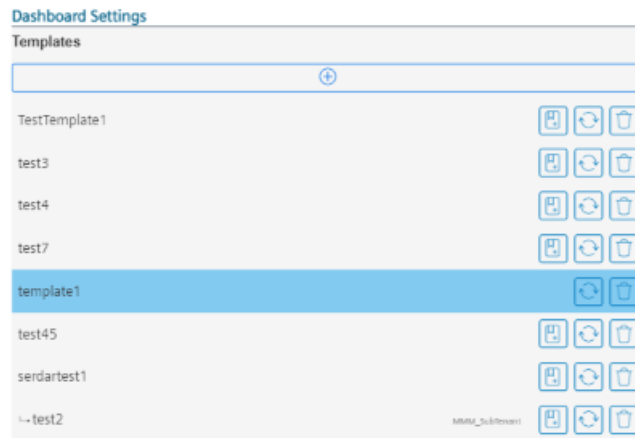 Dashboard Settings
Templates
TestTemplate1
test3
test4
test7
template1
test45
serdartest1
test2 MMM_SubTenant